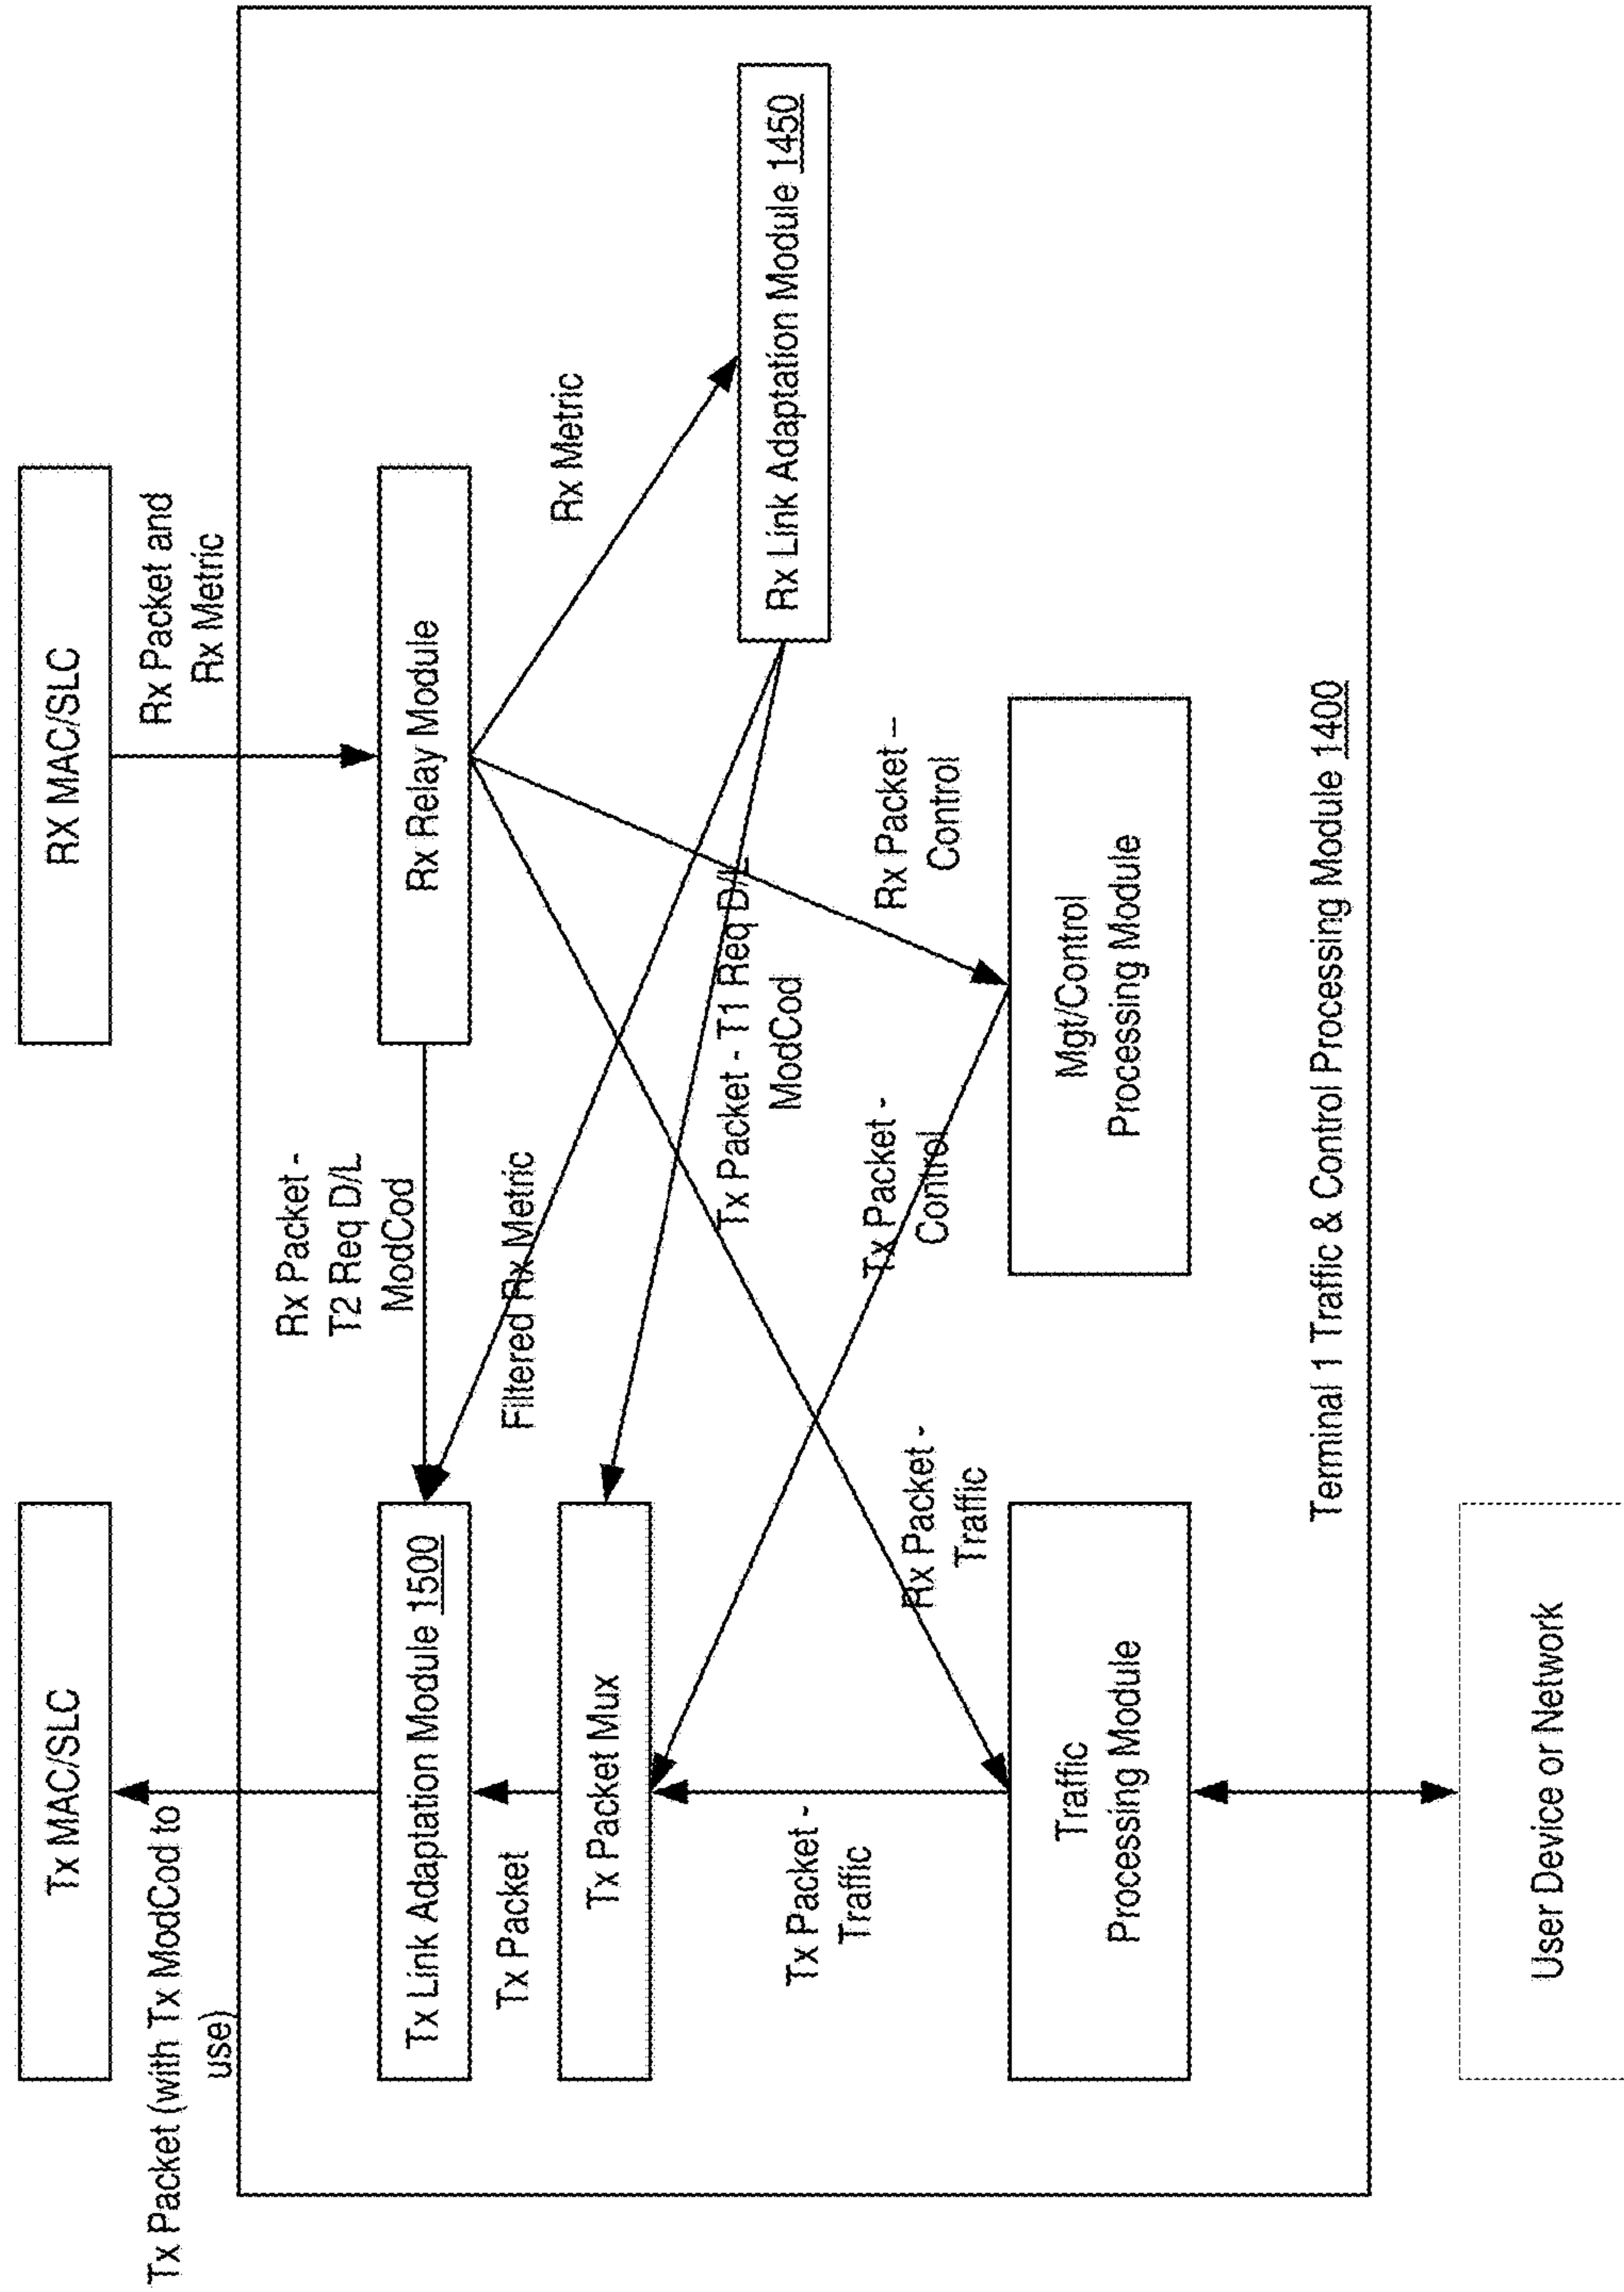 Tx MAC/SLC
RX MAC/SLC
Tx Packet (with Tx ModCod to
use)
Rx Packet and
Rx Metric
Tx Link Adaptation Module 1500
Rx Packet -
T2 Req D/L
ModCod
Rx Relay Module
Tx Packet
Filtered Rx Metric
Rx Metric
Tx Packet Mux
Tx Packet - T1 Req D/L
ModCod
Rx Link Adaptation Module 1450
Tx Packet -
Traffic
Tx Packet -
Control
Rx Packet –
Control
Rx Packet -
Traffic
Traffic
Processing Module
Mgt/Control
Processing Module
Terminal 1 Traffic & Control Processing Module 1400
User Device or Network